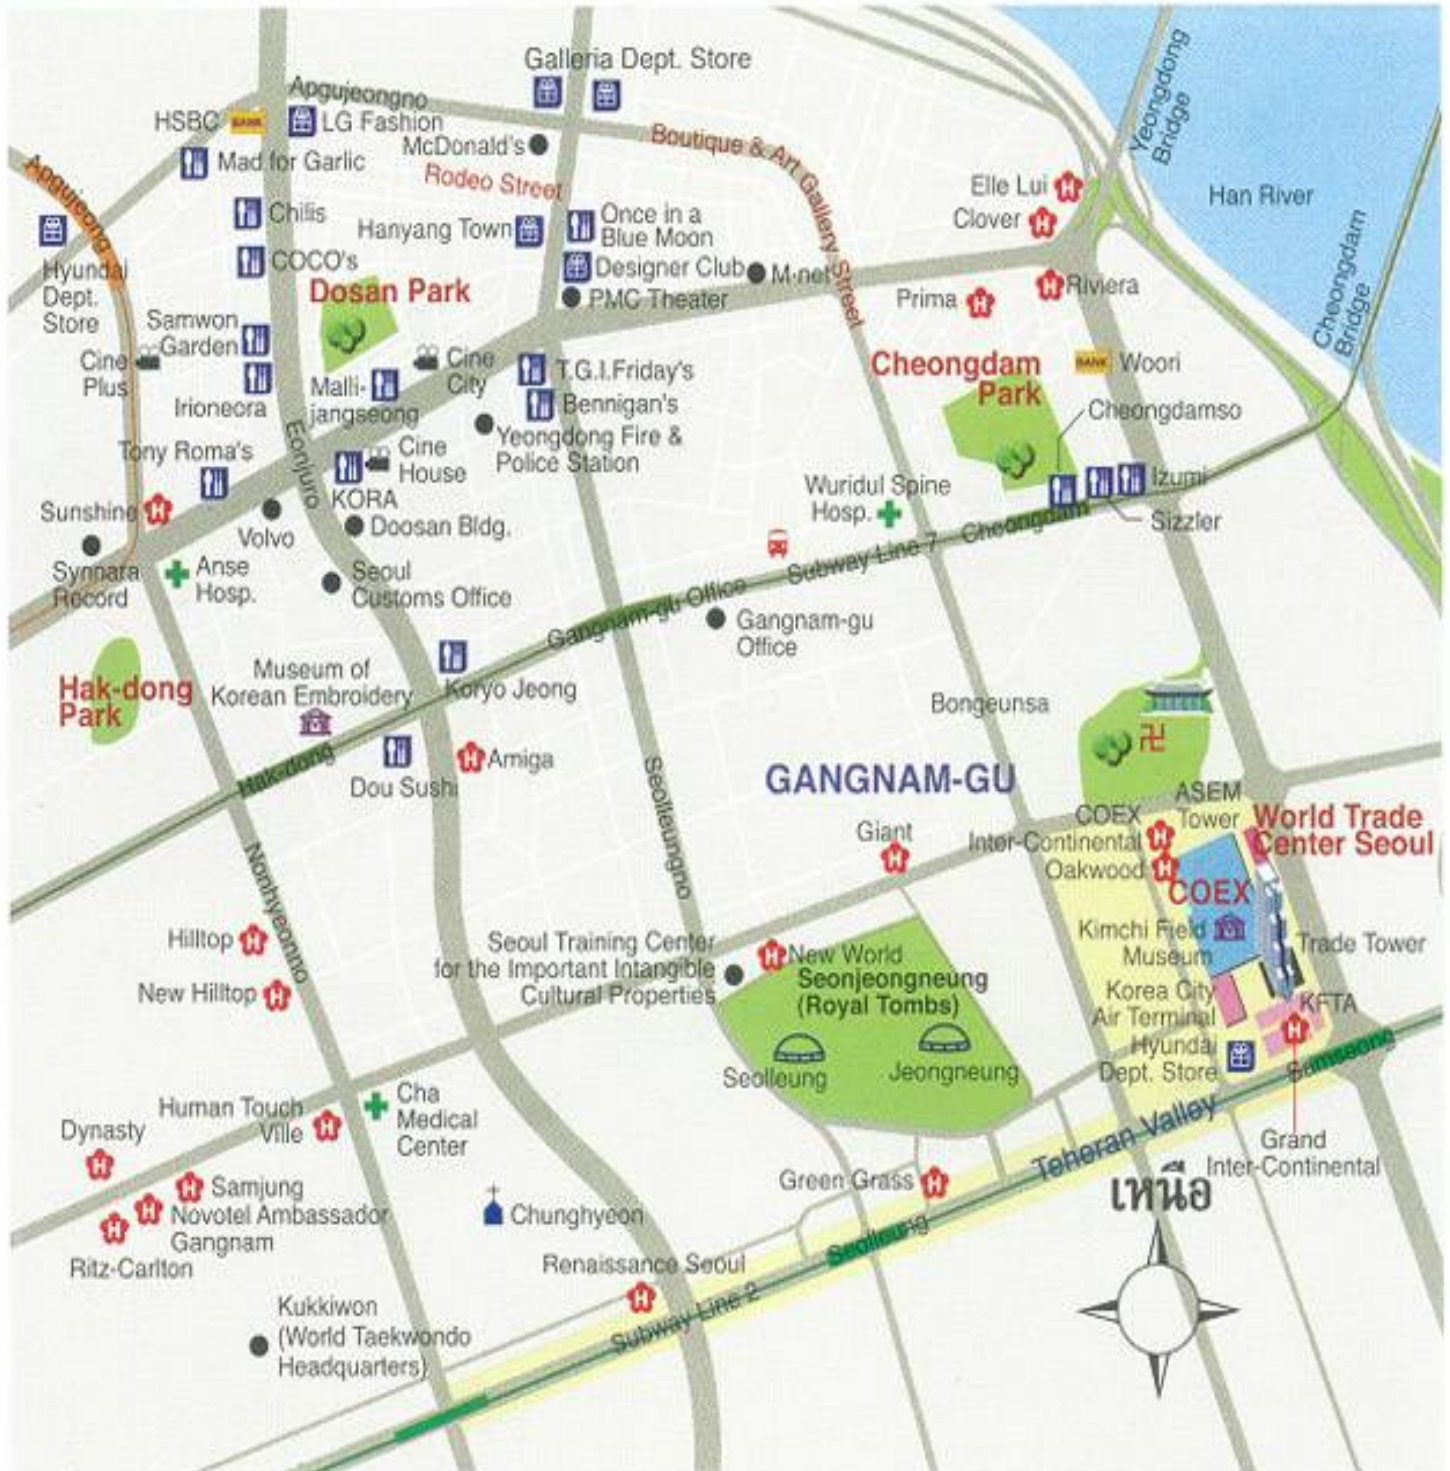 Galleria Dept. Store
Apgujeongno
HSBC
BANK
LG Fashion
McDonald's
Boutique & Art Gallery Street
Yeongdong
Bridge
Mad for Garlic
Rodeo Street
Apgujeong
Elle Lui
H
Han River
Chilis
Clover
H
Hanyang Town
Once in a
Blue Moon
COCO's
Designer Club
M·net
Hyundai
Dept.
Store
Dosan Park
PMC Theater
Prima
H
H
Riviera
Cheongdam
Bridge
Samwon
Garden
Cine
Plus
Cine
City
T.G.I.Friday's
Cheongdam
Park
BANK
Woori
Irioneora
Malli-
jangseong
Bennigan's
Cheongdamso
Eonjuro
Yeongdong Fire &
Police Station
Tony Roma's
Cine
House
KORA
Izumi
Sizzler
Wuridul Spine
Hosp.
Sunshine
H
Volvo
Doosan Bldg.
Cheongdam
Subway Line 7
Synnara
Record
Anse
Hosp.
Seoul
Customs Office
Gangnam-gu Office
Gangnam-gu
Office
Museum of
Korean Embroidery
Koryo Jeong
Hak-dong
Park
Bongeunsa
卍
Hak-dong
Dou Sushi
H
Amiga
Seolleungno
GANGNAM-GU
ASEM
Tower
COEX
Inter-Continental
H
World Trade
Center Seoul
Giant
H
Oakwood
H
COEX
Nonhyeonno
Kimchi Field
Museum
Trade Tower
Hilltop
H
Seoul Training Center
for the Important Intangible
Cultural Properties
H
New World
Seonjeongneung
(Royal Tombs)
New Hilltop
H
Korea City
Air Terminal
KFTA
H
Hyundai
Dept. Store
Samseong
Seolleung
Jeongneung
Cha
Medical
Center
Human Touch
Ville
H
Dynasty
H
Teheran Valley
Grand
Inter-Continental
Green Grass
H
H
Samjung
H
Novotel Ambassador
Gangnam
H
Ritz-Carlton
Chunghyeon
เหนือ
Seolleung
Renaissance Seoul
H
Subway Line 2
Kukkiwon
(World Taekwondo
Headquarters)